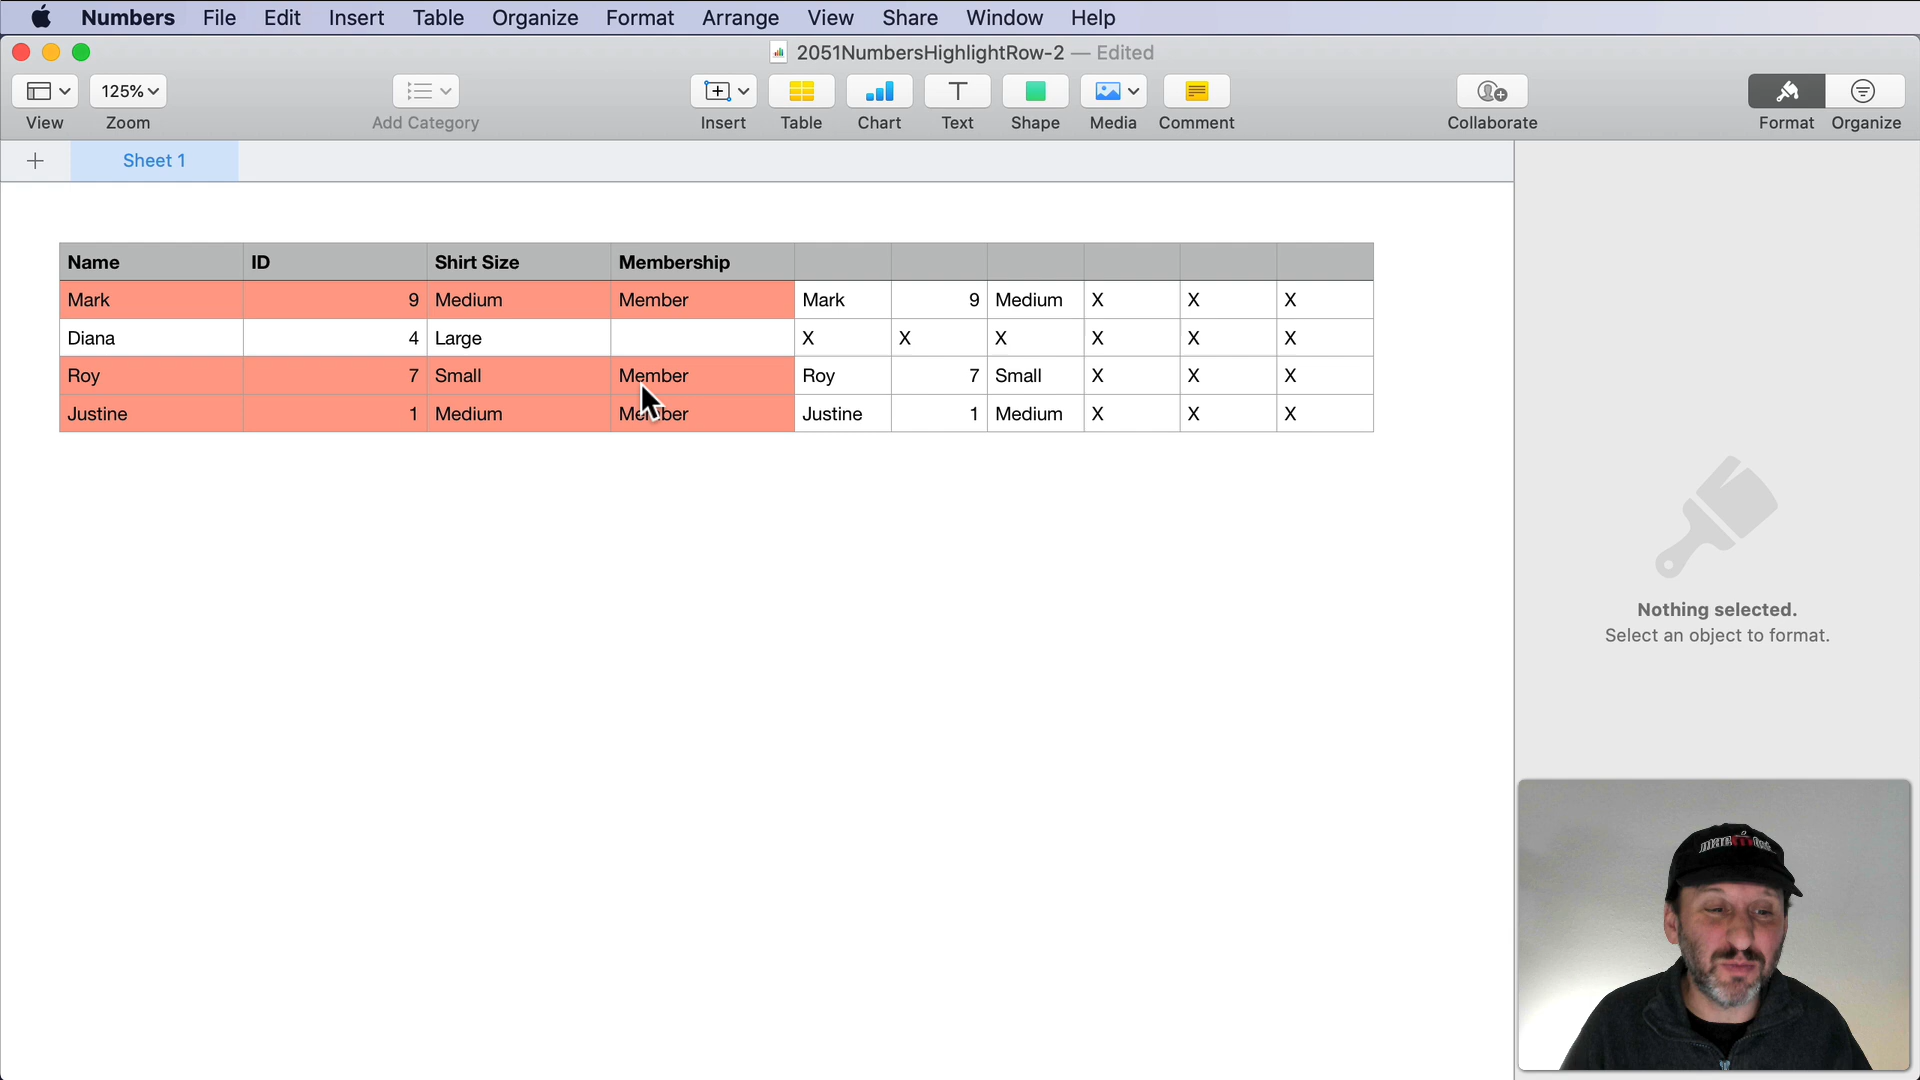 Numbers File Edit Insert Table Organize Format Arrange View Share Window Help
2051NumbersHighlightRow-2 — Edited
125%
View Zoom Add Category Insert Table Chart Text Shape Media Comment Collaborate Format Organize
Sheet 1
Name ID Shirt Size Membership
Mark 9 Medium Member Mark 9 Medium X X X
Diana 4 Large X X X X X X
Roy 7 Small Member Roy 7 Small X X X
Justine 1 Medium Member Justine 1 Medium X X X
Nothing selected.
Select an object to format.